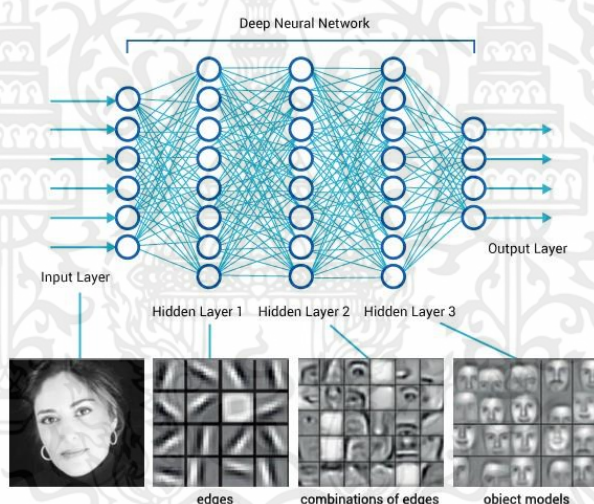 Deep Neural Network
Input Layer
Output Layer
Hidden Layer 1 Hidden Layer 2 Hidden Layer 3
edges combinations of edges object models